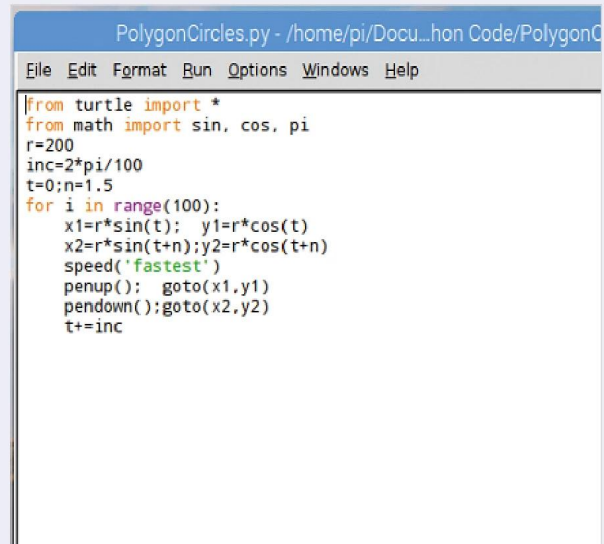 PolygonCircles.py - /home/pi/Docu...hon Code/PolygonC
File Edit Format Run Options Windows Help
from turtle import *
from math import sin, cos, pi
r=200
inc=2*pi/100
t=0;n=1.5
for i in range(100):
    x1=r*sin(t);  y1=r*cos(t)
    x2=r*sin(t+n);y2=r*cos(t+n)
    speed('fastest')
    penup();  goto(x1,y1)
    pendown();goto(x2,y2)
    t+=inc